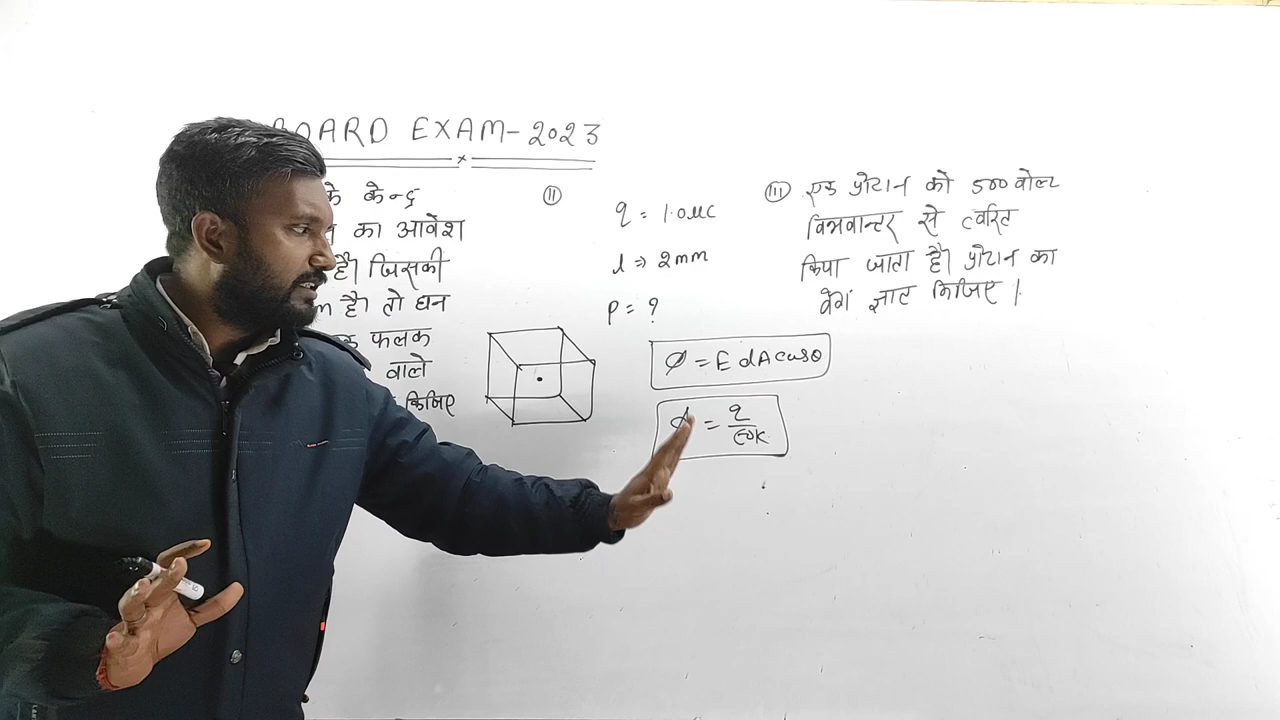 BOARD EXAM-2023
के केन्द्र
का आवेश
है। जिसकी
m है। तो घन
फलक
वाले
किजिए
(II)
q = 1.0μC
l ⇒ 2mm
p = ?
φ = E dA cosθ
φ = q/ε0k
(III) एक प्रोटान को 500 वोल्ट
विभवान्टर से त्वरित
किया जाता है। प्रोटान का
वेग ज्ञात किजिए।